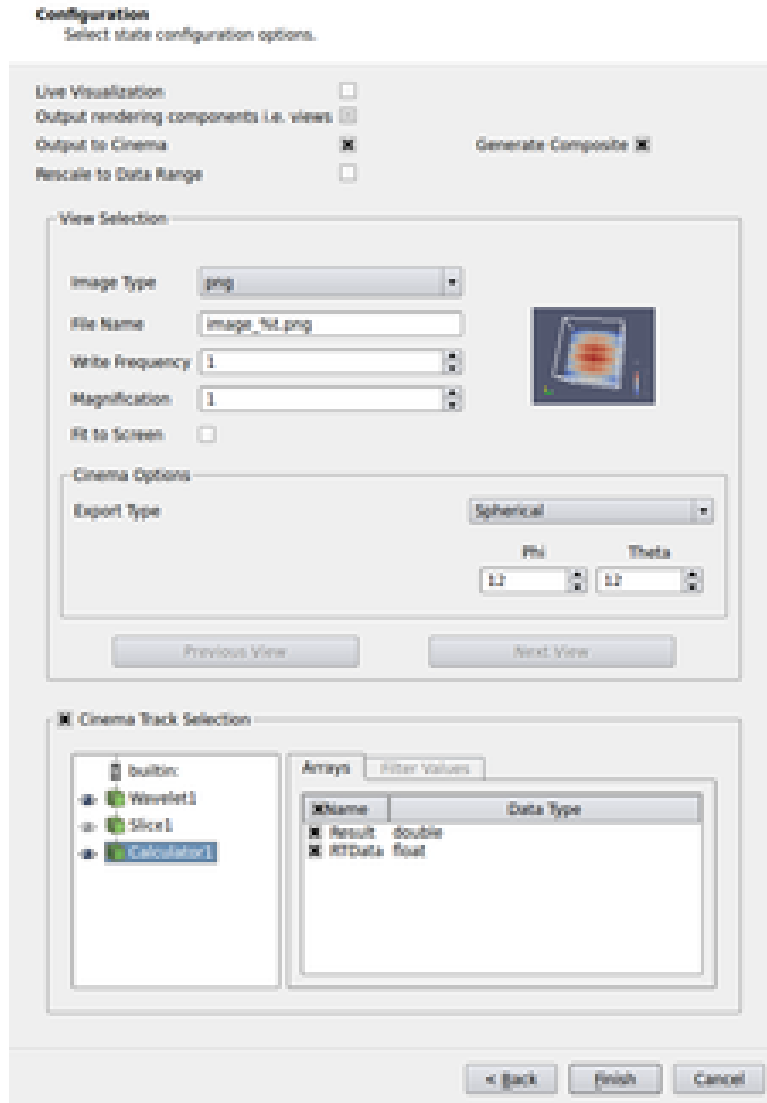 Configuration
Select state configuration options.
Live Visualization
Output rendering components i.e. views
Output to Cinema
Generate Composite
Rescale to Data Range
View Selection
Image Type png
File Name image_%t.png
Write Frequency 1
Magnification 1
Fit to Screen
Cinema Options
Export Type Spherical
Phi Theta
12 12
Previous View Next View
Cinema Track Selection
builtin:
Wavelet1
Slice1
Calculator1
Arrays Filter Values
Name Data Type
Result double
RTData float
< Back Finish Cancel